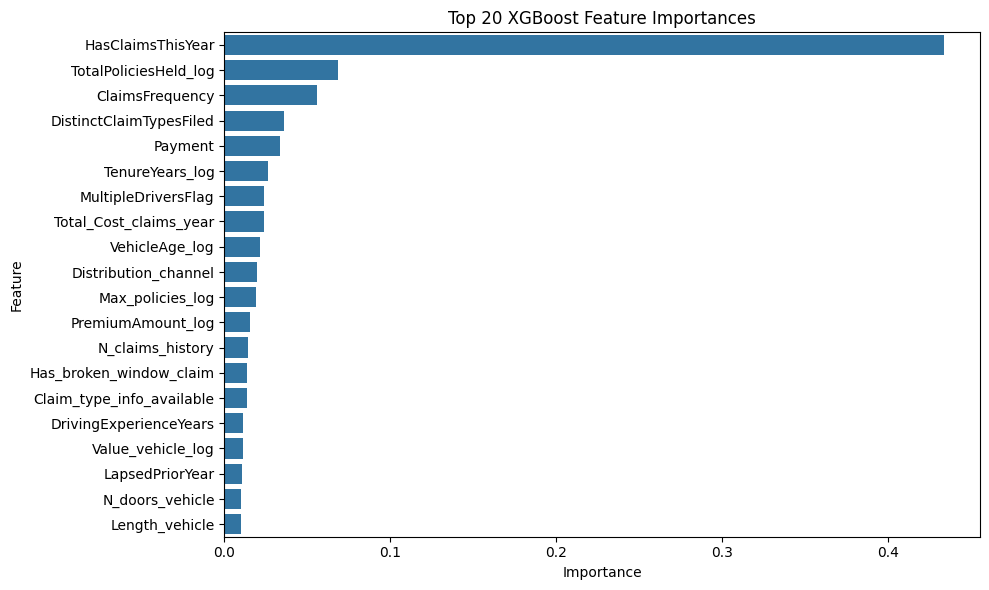 Top 20 XGBoost Feature Importances
Feature
HasClaimsThisYear
TotalPoliciesHeld_log
ClaimsFrequency
DistinctClaimTypesFiled
Payment
TenureYears_log
MultipleDriversFlag
Total_Cost_claims_year
VehicleAge_log
Distribution_channel
Max_policies_log
PremiumAmount_log
N_claims_history
Has_broken_window_claim
Claim_type_info_available
DrivingExperienceYears
Value_vehicle_log
LapsedPriorYear
N_doors_vehicle
Length_vehicle
0.0 0.1 0.2 0.3 0.4
Importance